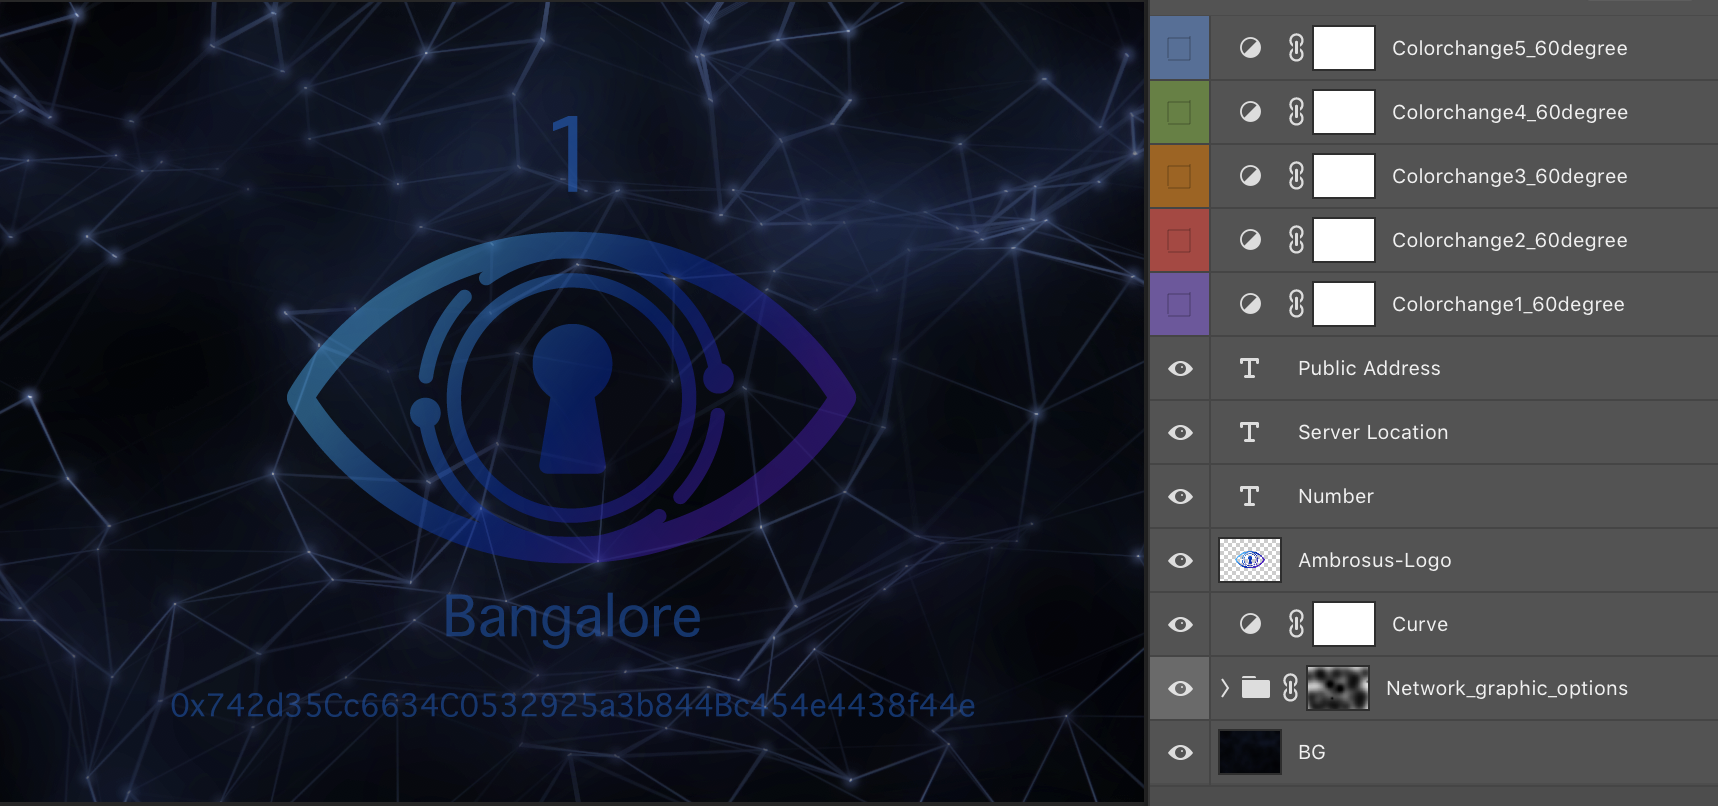 1
Bangalore
0x742d35Cc6634C0532925a3b844Bc454e4438f44e
Colorchange5_60degree
Colorchange4_60degree
Colorchange3_60degree
Colorchange2_60degree
Colorchange1_60degree
T Public Address
T Server Location
T Number
Ambrosus-Logo
Curve
Network_graphic_options
BG